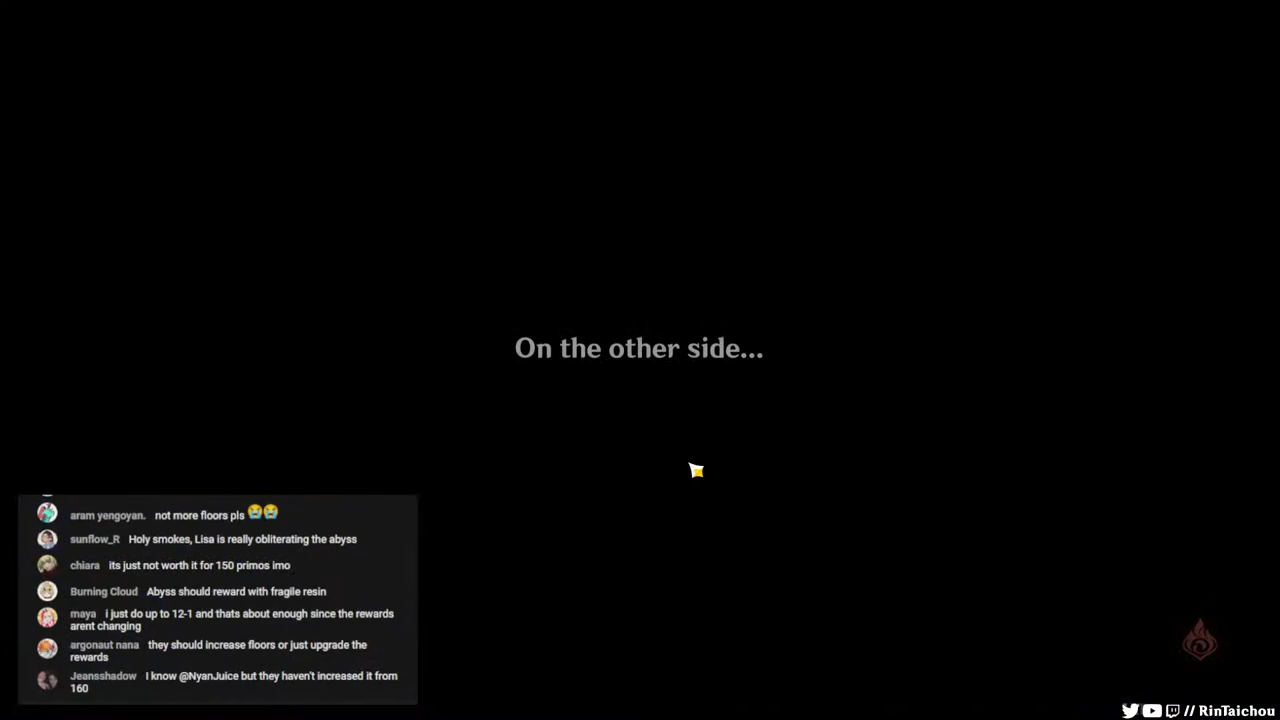 On the other side...
aram yengoyan. not more floors pls 😭😭
sunflow_R Holy smokes, Lisa is really obliterating the abyss
chiara its just not worth it for 150 primos imo
Burning Cloud Abyss should reward with fragile resin
maya i just do up to 12-1 and thats about enough since the rewards
arent changing
argonaut nana they should increase floors or just upgrade the
rewards
Jeansshadow I know @NyanJuice but they haven't increased it from
160
// RinTaichou